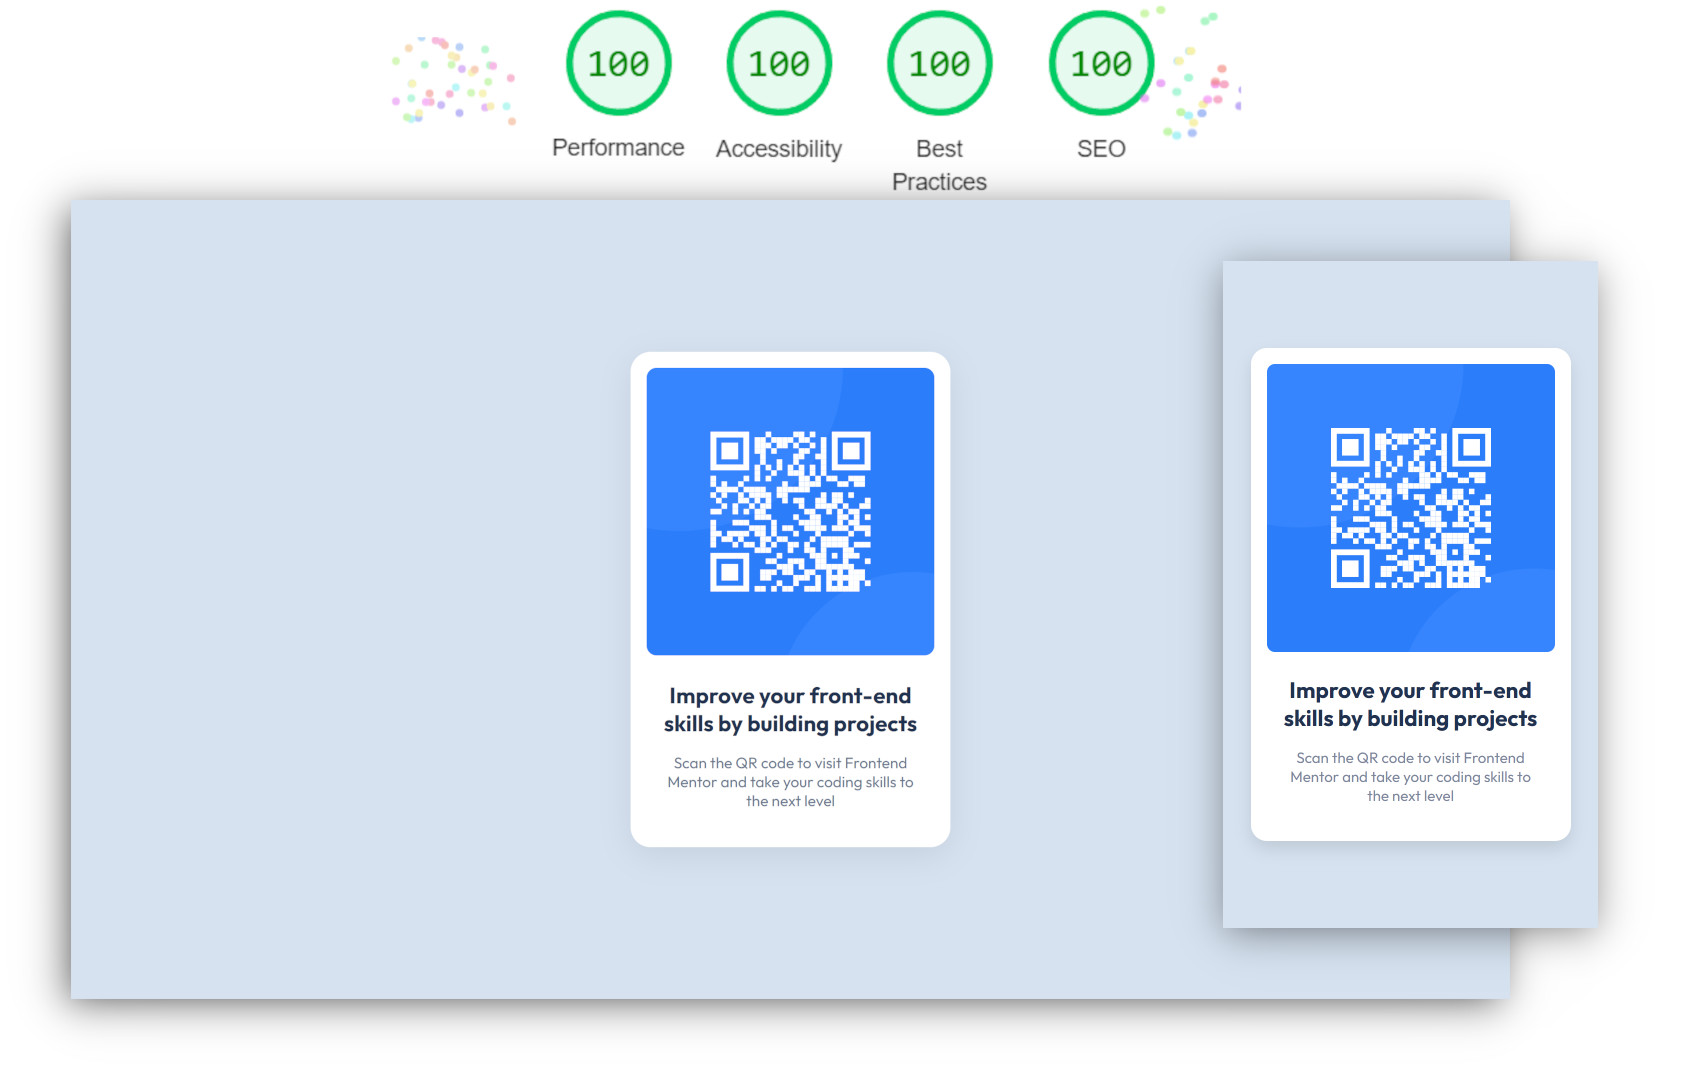 100 100 100 100
Performance Accessibility Best Practices SEO
Improve your front-end
skills by building projects
Scan the QR code to visit Frontend
Mentor and take your coding skills to
the next level
Improve your front-end
skills by building projects
Scan the QR code to visit Frontend
Mentor and take your coding skills to
the next level